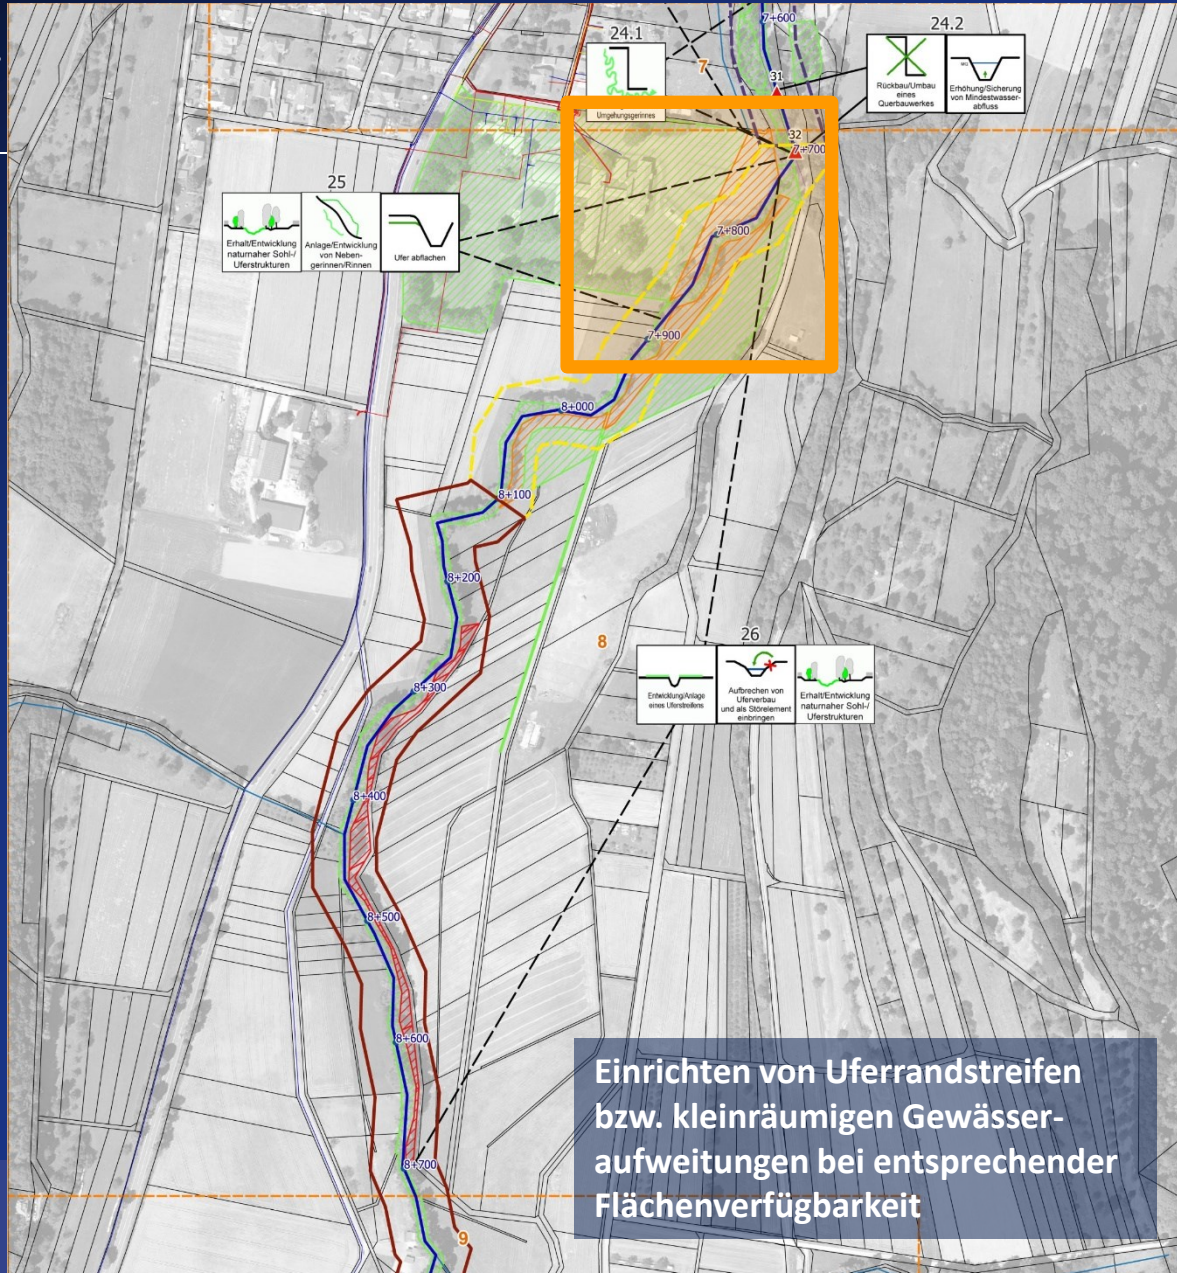 7+600
24.1
24.2
7
31
Umgehungsgerinnes
Rückbau/Umbau
eines
Querbauwerkes
MQ
Erhöhung/Sicherung
von Mindestwasser-
abfluss
32
7+700
25
Erhalt/Entwicklung
naturnaher Sohl-/
Uferstrukturen
Anlage/Entwicklung
von Neben-
gerinnen/Rinnen
Ufer abflachen
7+800
7+900
8+000
8+100
8+200
8
26
Entwicklung/Anlage
eines Uferstreifens
Aufbrechen von
Uferverbau
und als Störelement
einbringen
Erhalt/Entwicklung
naturnaher Sohl-/
Uferstrukturen
8+300
8+400
8+500
8+600
8+700
9
Einrichten von Uferrandstreifen
bzw. kleinräumigen Gewässer-
aufweitungen bei entsprechender
Flächenverfügbarkeit